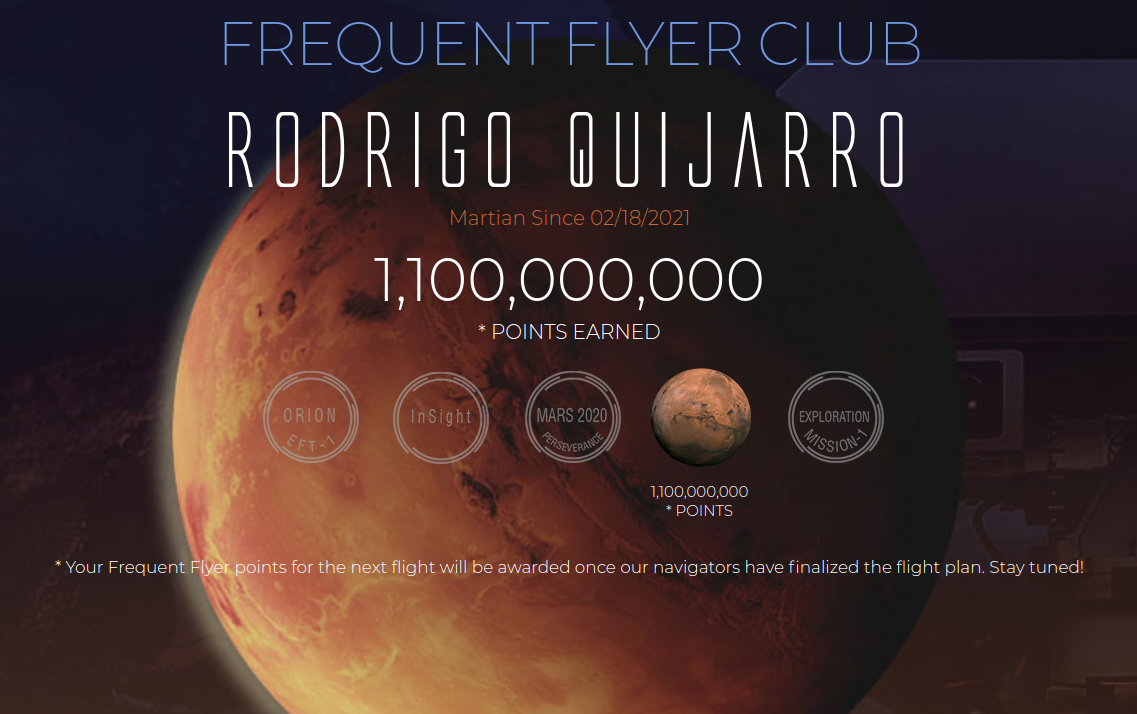 FREQUENT FLYER CLUB
RODRIGO QUIJARRO
Martian Since 02/18/2021
1,100,000,000
* POINTS EARNED
ORION
EFT-1
InSight
MARS 2020
PERSEVERANCE
EXPLORATION
MISSION-1
1,100,000,000
* POINTS
* Your Frequent Flyer points for the next flight will be awarded once our navigators have finalized the flight plan. Stay tuned!